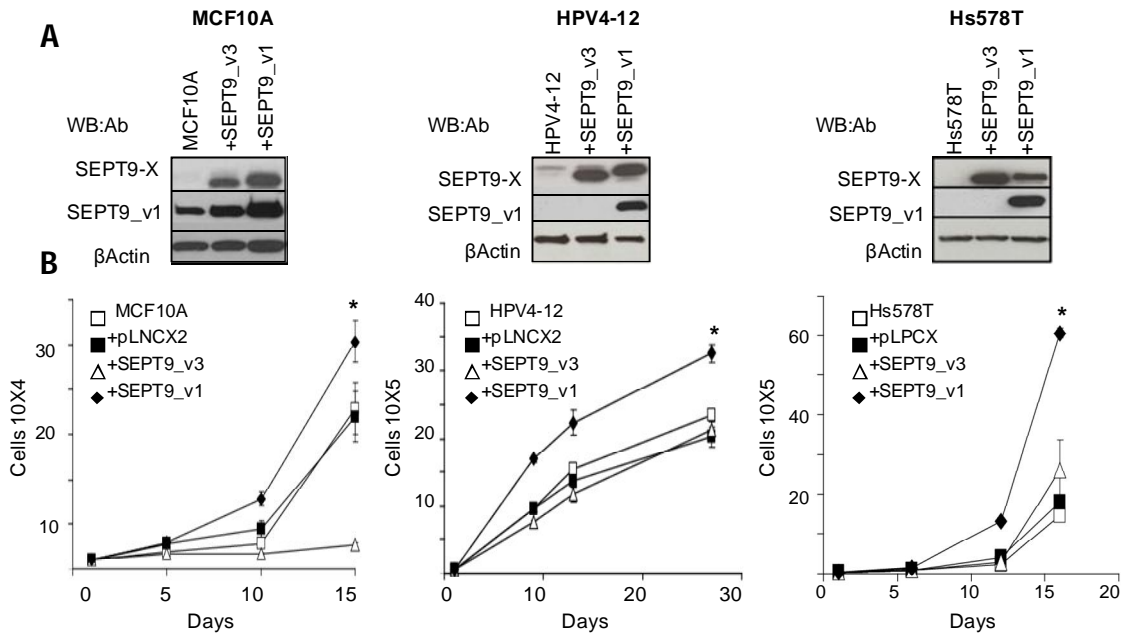 A
MCF10A
WB:Ab
MCF10A
+SEPT9_v3
+SEPT9_v1
SEPT9-X
SEPT9_v1
βActin
HPV4-12
WB:Ab
HPV4-12
+SEPT9_v3
+SEPT9_v1
SEPT9-X
SEPT9_v1
βActin
Hs578T
WB:Ab
Hs578T
+SEPT9_v3
+SEPT9_v1
SEPT9-X
SEPT9_v1
βActin
B
MCF10A
+pLNCX2
+SEPT9_v3
+SEPT9_v1
*
Cells 10X4
30
20
10
0 5 10 15
Days
HPV4-12
+pLNCX2
+SEPT9_v3
+SEPT9_v1
*
Cells 10X5
40
30
20
10
0 10 20 30
Days
Hs578T
+pLPCX
+SEPT9_v3
+SEPT9_v1
*
Cells 10X5
60
40
20
0 5 10 15 20
Days